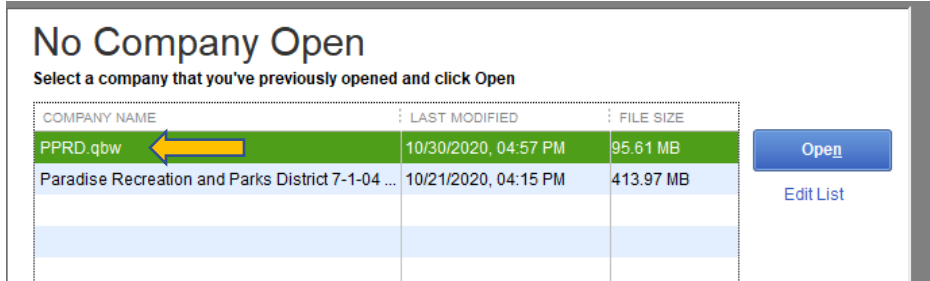 No Company Open
Select a company that you've previously opened and click Open
COMPANY NAME LAST MODIFIED FILE SIZE
PPRD.qbw 10/30/2020, 04:57 PM 95.61 MB
Open
Paradise Recreation and Parks District 7-1-04 ... 10/21/2020, 04:15 PM 413.97 MB
Edit List